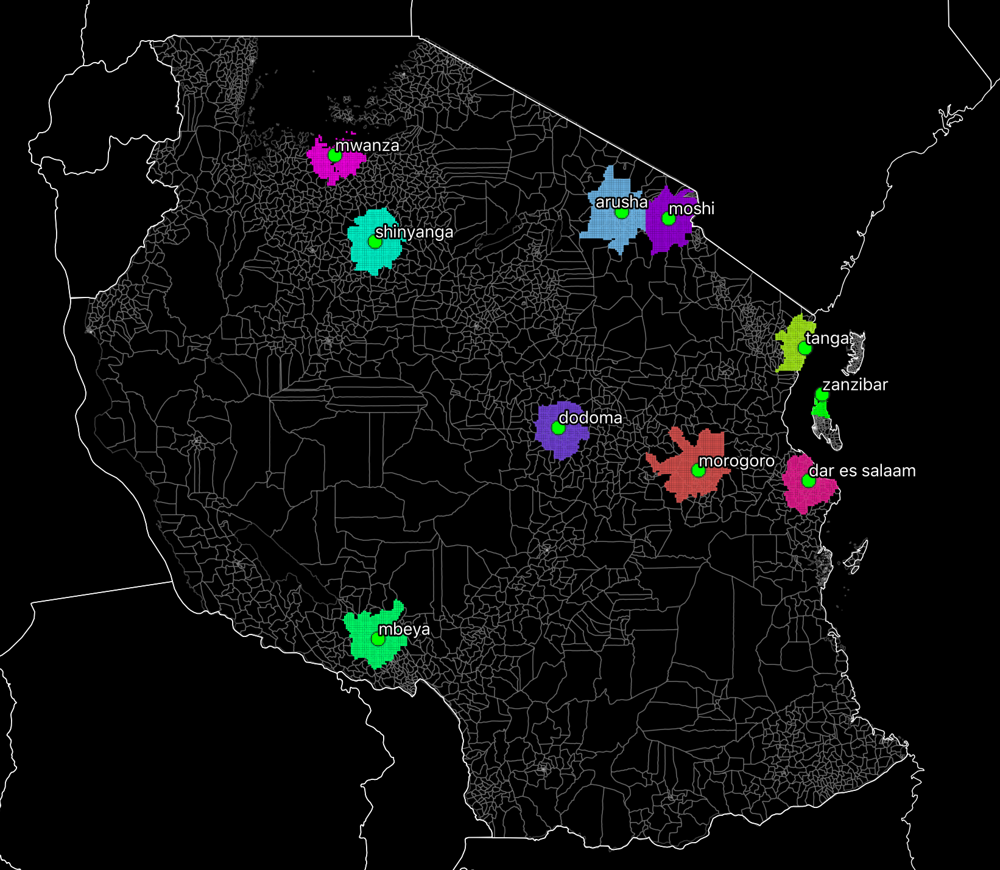 mwanza
arusha
moshi
shinyanga
tanga
zanzibar
dodoma
morogoro
dar es salaam
mbeya